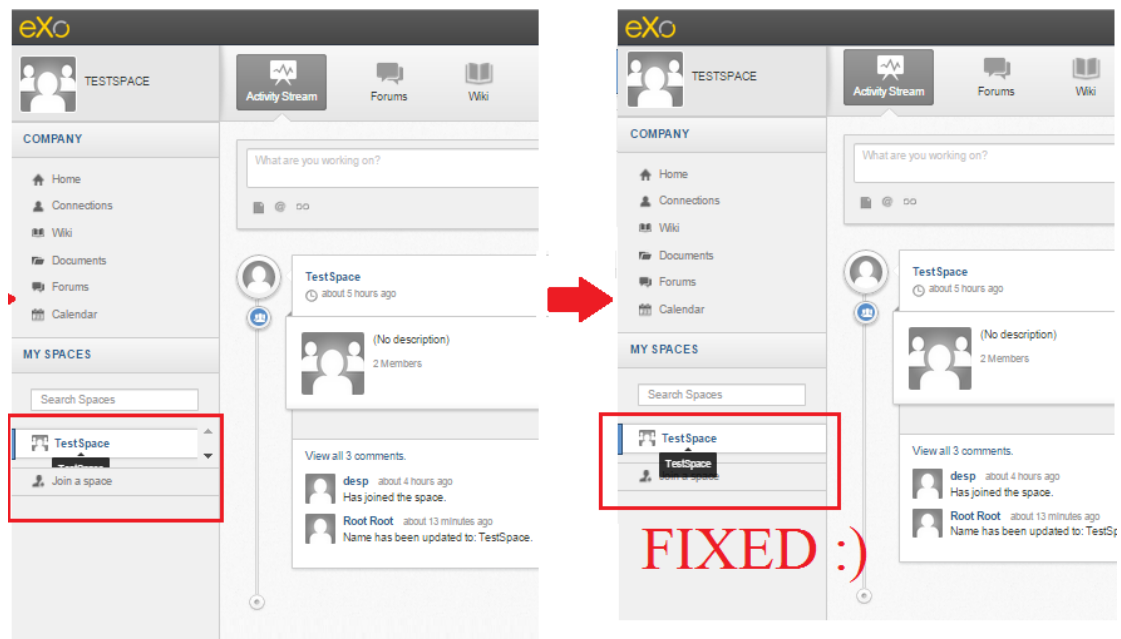 eXo
TESTSPACE
Activity Stream
Forums
Wiki
COMPANY
Home
Connections
Wiki
Documents
Forums
Calendar
MY SPACES
Search Spaces
TestSpace
TestSpace
Join a space
What are you working on?
TestSpace
about 5 hours ago
(No description)
2 Members
View all 3 comments.
desp about 4 hours ago
Has joined the space.
Root Root about 13 minutes ago
Name has been updated to: TestSpace.
eXo
TESTSPACE
Activity Stream
Forums
Wiki
COMPANY
Home
Connections
Wiki
Documents
Forums
Calendar
MY SPACES
Search Spaces
TestSpace
TestSpace
Join a space
What are you working on?
TestSpace
about 5 hours ago
(No description)
2 Members
View all 3 comments.
desp about 4 hours ago
Has joined the space.
Root Root about 13 minutes ago
Name has been updated to: TestSp
FIXED :)